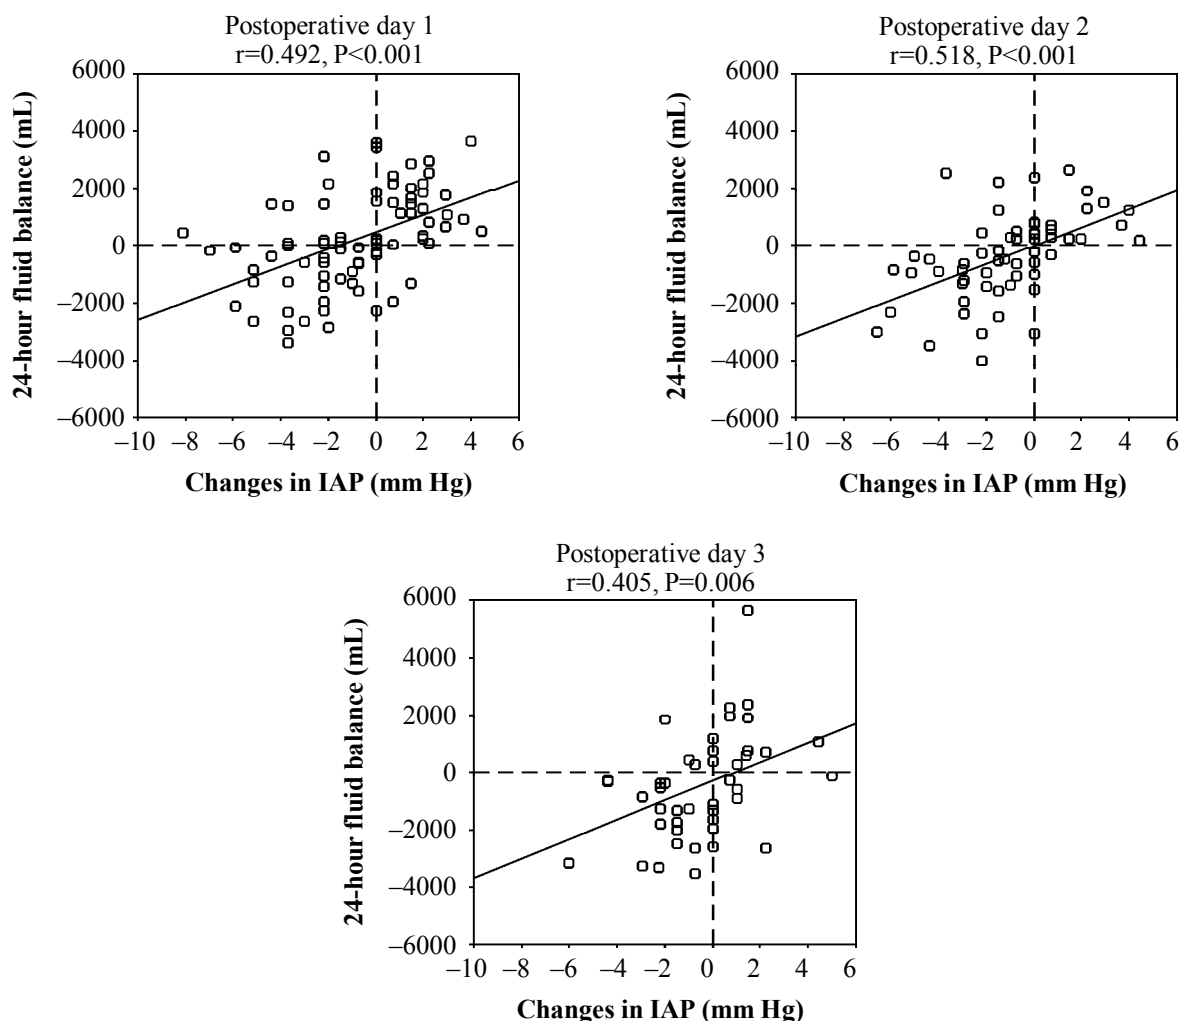 Postoperative day 1
r=0.492, P<0.001
6000
4000
2000
0
–2000
–4000
–6000
24-hour fluid balance (mL)
–10 –8 –6 –4 –2 0 2 4 6
Changes in IAP (mm Hg)
Postoperative day 2
r=0.518, P<0.001
6000
4000
2000
0
–2000
–4000
–6000
24-hour fluid balance (mL)
–10 –8 –6 –4 –2 0 2 4 6
Changes in IAP (mm Hg)
Postoperative day 3
r=0.405, P=0.006
6000
4000
2000
0
–2000
–4000
–6000
24-hour fluid balance (mL)
–10 –8 –6 –4 –2 0 2 4 6
Changes in IAP (mm Hg)